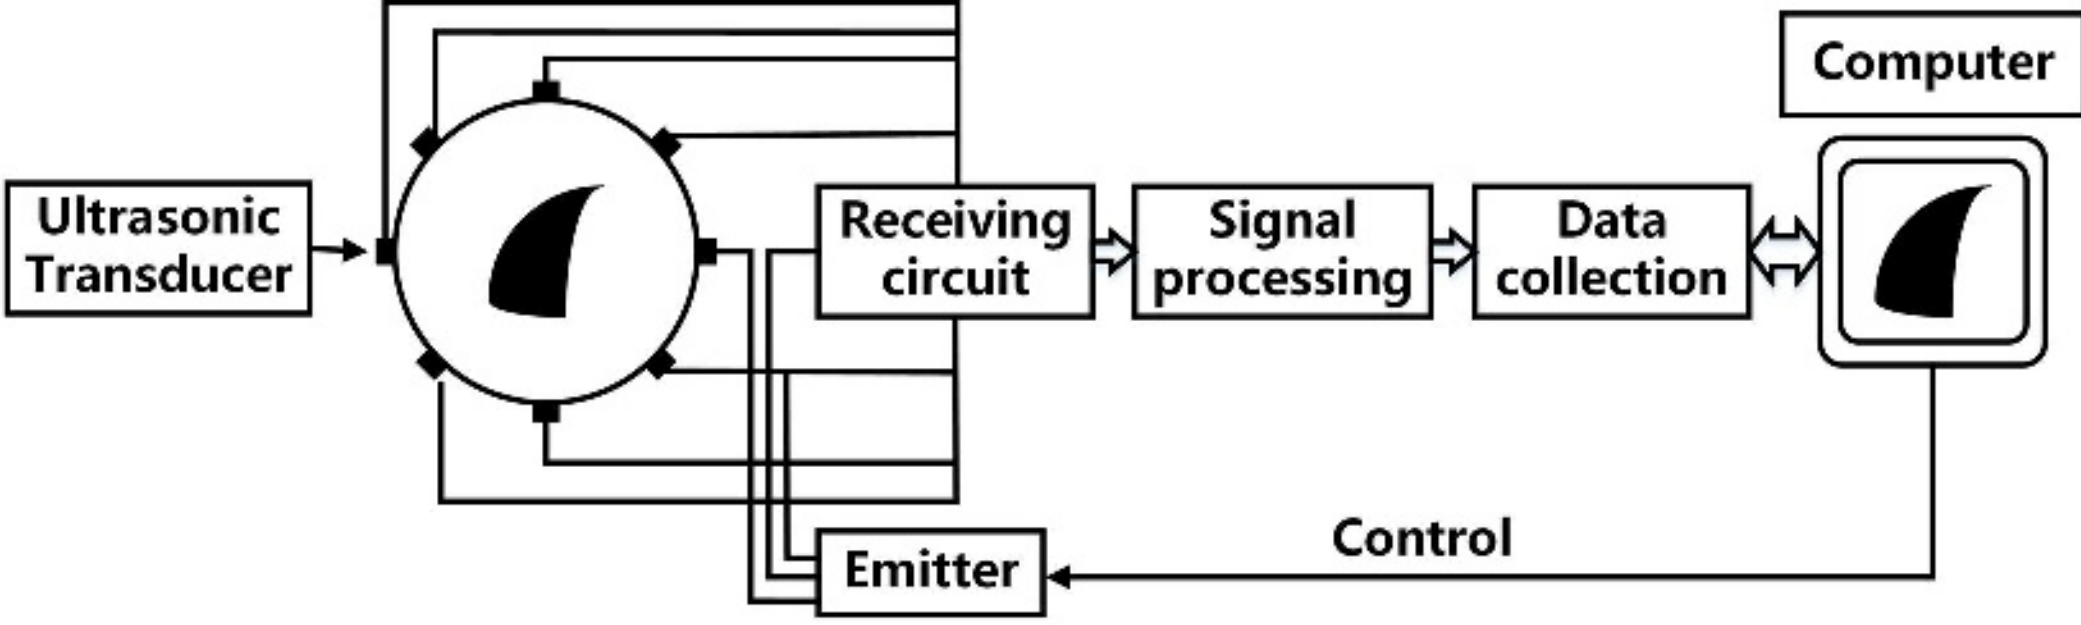 Computer
Ultrasonic
Transducer
Receiving
circuit
Signal
processing
Data
collection
Control
Emitter